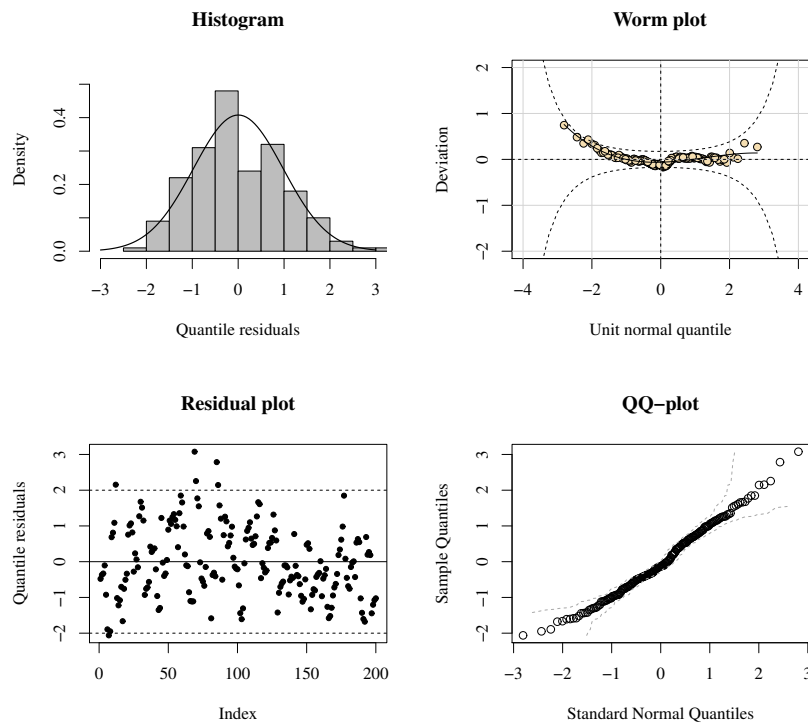 Histogram
Density
0.0 0.2 0.4
−3 −2 −1 0 1 2 3
Quantile residuals
Worm plot
Deviation
−2 −1 0 1 2
−4 −2 0 2 4
Unit normal quantile
Residual plot
Quantile residuals
−2 −1 0 1 2 3
0 50 100 150 200
Index
QQ−plot
Sample Quantiles
−2 −1 0 1 2 3
−3 −2 −1 0 1 2 3
Standard Normal Quantiles